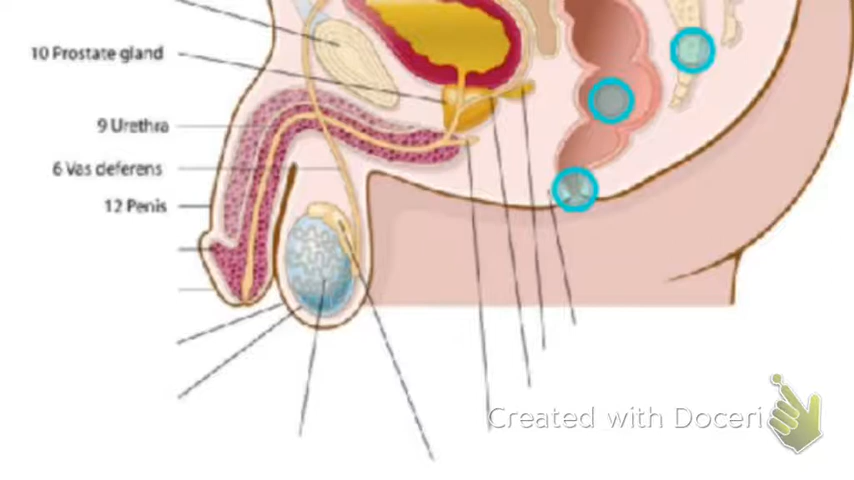 10 Prostate gland
9 Urethra
6 Vas deferens
12 Penis
Created with Doceri